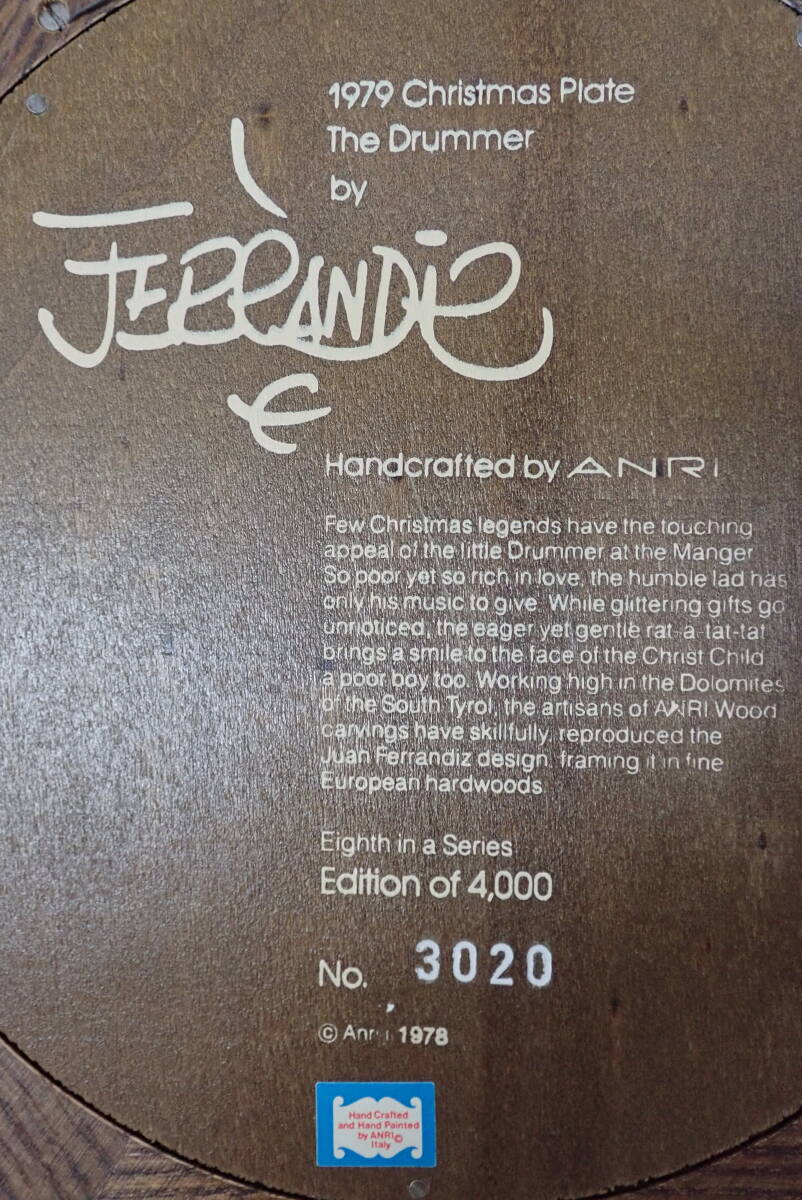 1979 Christmas Plate
The Drummer
by
FERRANDIZ
Handcrafted by ANRI
Few Christmas legends have the touching
appeal of the little Drummer at the Manger
So poor yet so rich in love, the humble lad has
only his music to give. While glittering gifts go
unnoticed, the eager yet gentle rat-a-tat-tat
brings a smile to the face of the Christ Child
a poor boy too. Working high in the Dolomites
of the South Tyrol, the artisans of ANRI Wood
carvings have skillfully reproduced the
Juan Ferrandiz design, framing it in fine
European hardwoods
Eighth in a Series
Edition of 4,000
No. 3020
© Anri 1978
Hand Crafted
and Hand Painted
by ANRI©
Italy